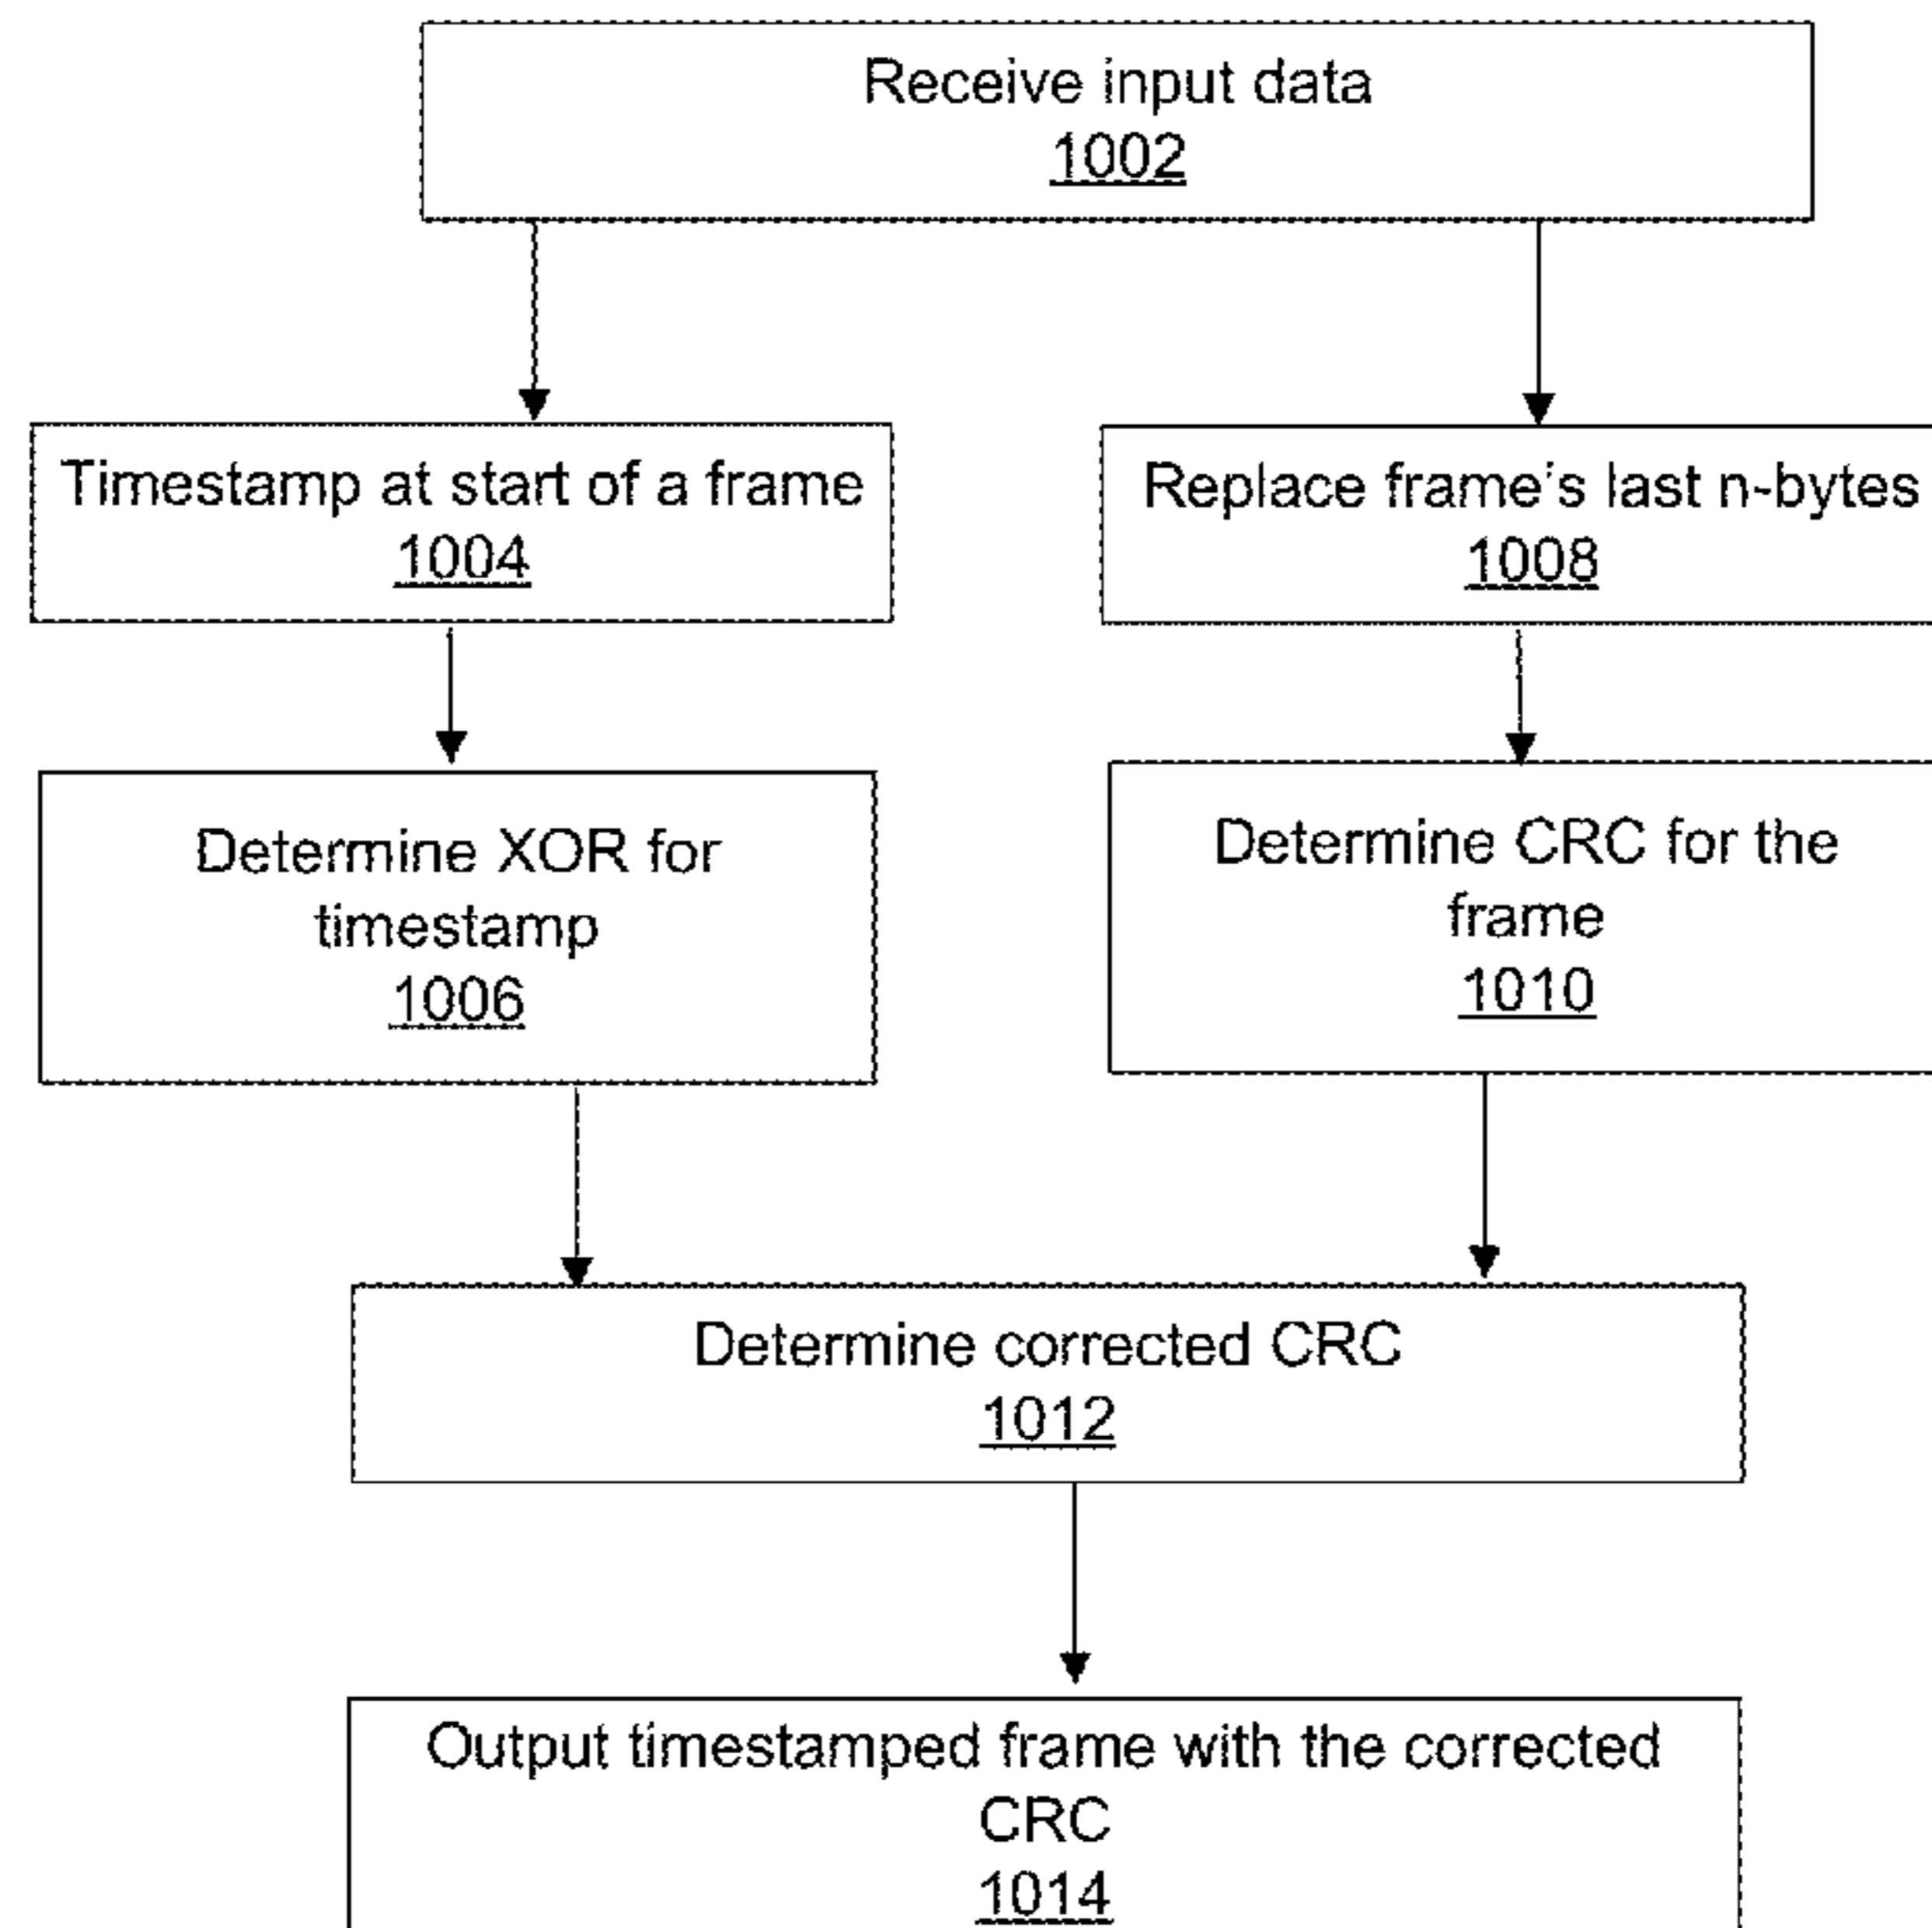 Receive input data
1002
Timestamp at start of a frame
1004
Replace frame's last n-bytes
1008
Determine XOR for
timestamp
1006
Determine CRC for the
frame
1010
Determine corrected CRC
1012
Output timestamped frame with the corrected
CRC
1014